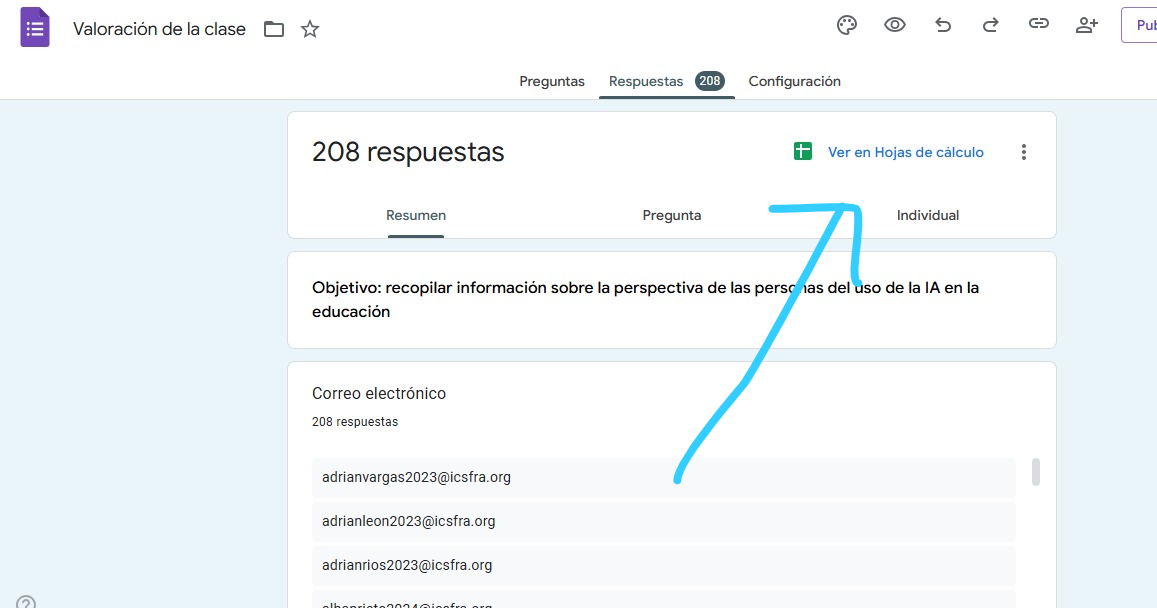 Valoración de la clase
Pub
Preguntas Respuestas 208 Configuración
208 respuestas
Ver en Hojas de cálculo
Resumen Pregunta Individual
Objetivo: recopilar información sobre la perspectiva de las personas del uso de la IA en la
educación
Correo electrónico
208 respuestas
adrianvargas2023@icsfra.org
adrianleon2023@icsfra.org
adrianrios2023@icsfra.org